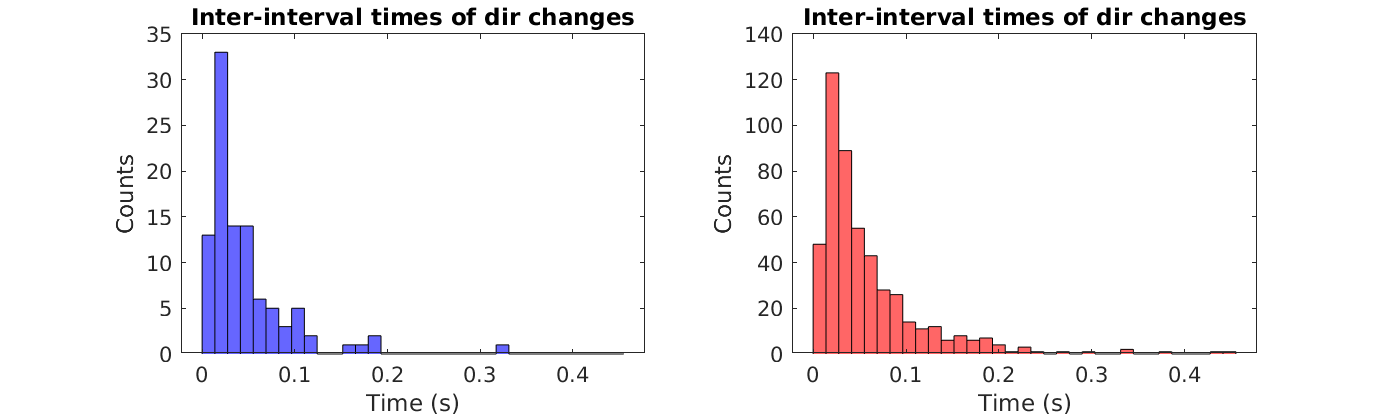 Inter-interval times of dir changes
35
30
25
20
15
10
5
0
Counts
0 0.1 0.2 0.3 0.4
Time (s)
Inter-interval times of dir changes
140
120
100
80
60
40
20
0
Counts
0 0.1 0.2 0.3 0.4
Time (s)